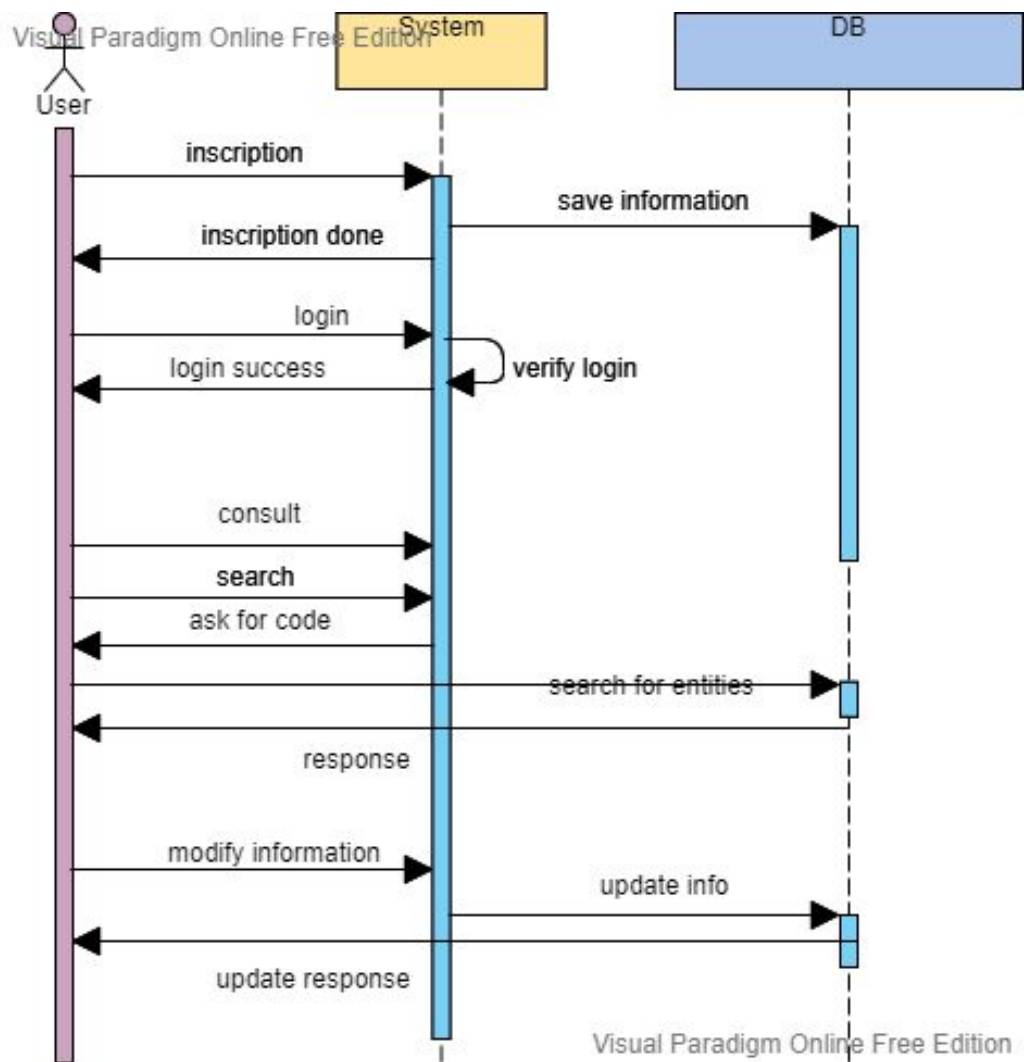 Visual Paradigm Online Free Edition
System
DB
User
inscription
save information
inscription done
login
verify login
login success
consult
search
ask for code
search for entities
response
modify information
update info
update response
Visual Paradigm Online Free Edition